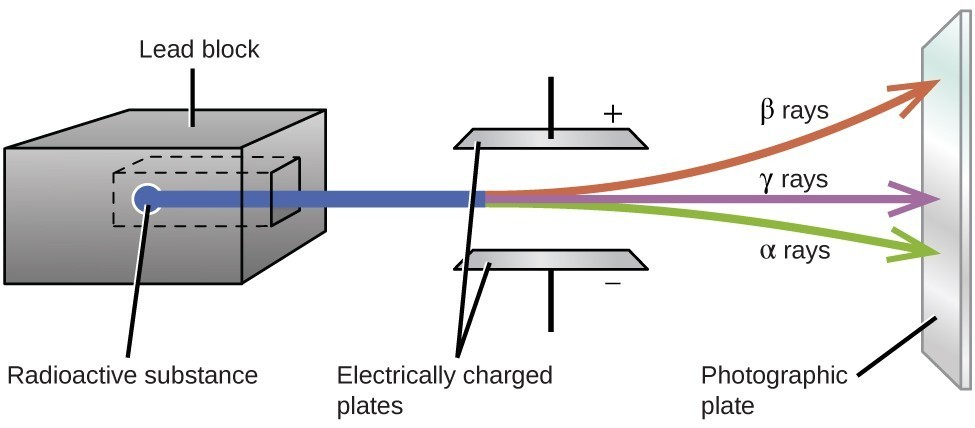 Lead block
+
β rays
γ rays
α rays
–
Radioactive substance
Electrically charged
plates
Photographic
plate